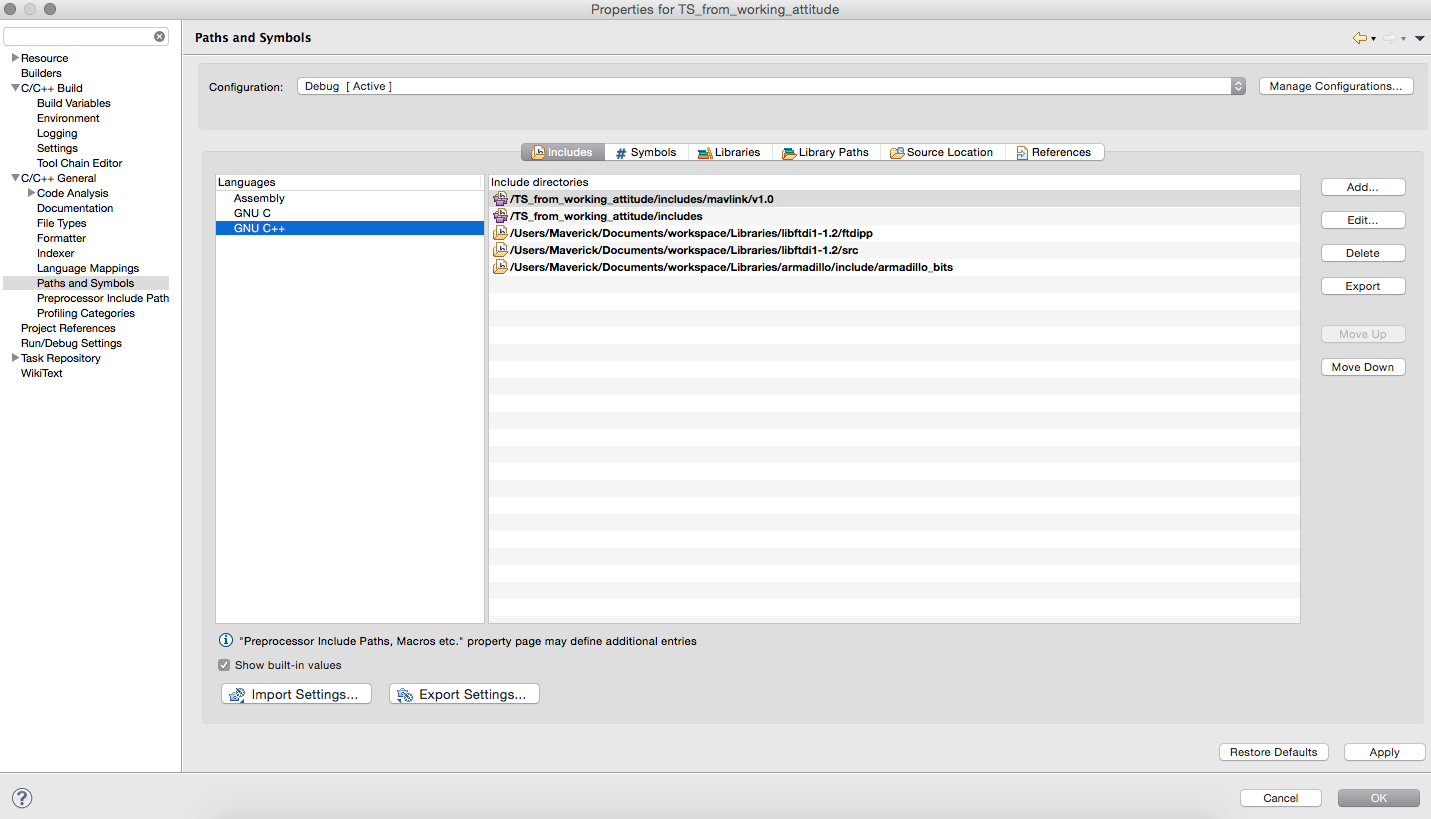 Properties for TS_from_working_attitude
Resource
Builders
C/C++ Build
Build Variables
Environment
Logging
Settings
Tool Chain Editor
C/C++ General
Code Analysis
Documentation
File Types
Formatter
Indexer
Language Mappings
Paths and Symbols
Preprocessor Include Path
Profiling Categories
Project References
Run/Debug Settings
Task Repository
WikiText
Paths and Symbols
Configuration: Debug [ Active ] Manage Configurations...
Includes # Symbols Libraries Library Paths Source Location References
Languages
Assembly
GNU C
GNU C++
Include directories
/TS_from_working_attitude/includes/mavlink/v1.0
/TS_from_working_attitude/includes
/Users/Maverick/Documents/workspace/Libraries/libftdi1-1.2/ftdipp
/Users/Maverick/Documents/workspace/Libraries/libftdi1-1.2/src
/Users/Maverick/Documents/workspace/Libraries/armadillo/include/armadillo_bits
Add...
Edit...
Delete
Export
Move Up
Move Down
"Preprocessor Include Paths, Macros etc." property page may define additional entries
Show built-in values
Import Settings... Export Settings...
Restore Defaults Apply
? Cancel OK